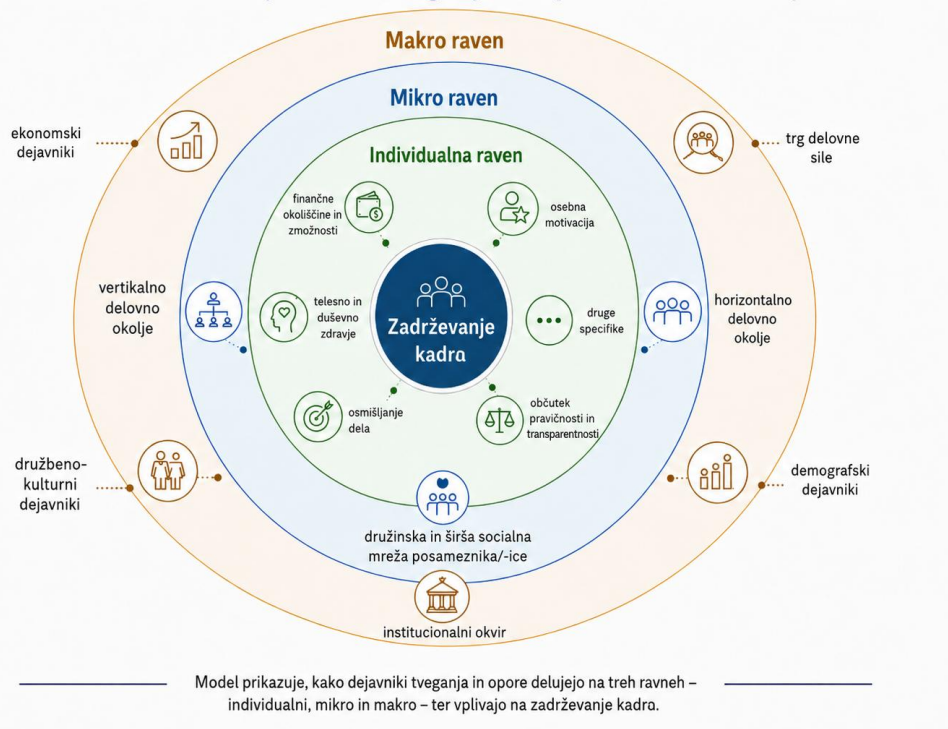 Makro raven
Mikro raven
Individualna raven
ekonomski
dejavniki
trg delovne
sile
finančne
okoliščine in
zmožnosti
osebna
motivacija
vertikalno
delovno
okolje
telesno in
duševno
zdravje
Zadrževanje
kadra
druge
specifike
horizontalno
delovno
okolje
osmišljanje
dela
občutek
pravičnosti in
transparentnosti
družbeno-
kulturni
dejavniki
demografski
dejavniki
družinska in širša socialna
mreža posameznika/-ice
institucionalni okvir
Model prikazuje, kako dejavniki tveganja in opore delujejo na treh ravneh –
individualni, mikro in makro – ter vplivajo na zadrževanje kadra.